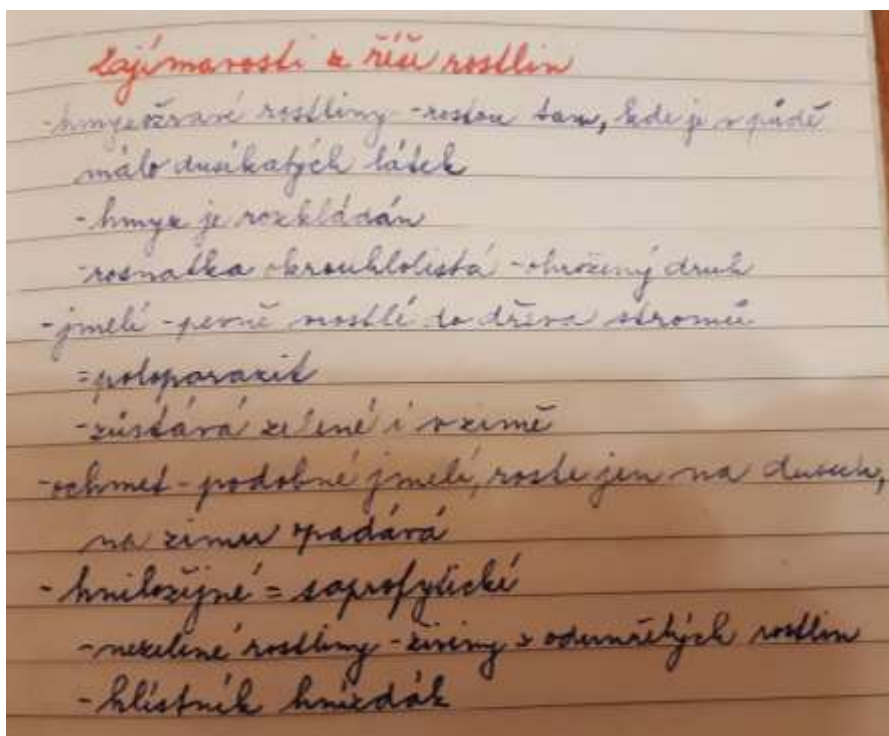 Zajímavosti z říše rostlin
-hmyzožravé rostliny -rostou tam, kde je v půdě
málo dusíkatých látek
-hmyz je rozkládán
-rosnatka okrouhlolistá -ohrožený druh
-jmelí -pevně vrostlé do dřeva stromů
=poloparazit
-zůstává zelené i v zimě
-ochmet -podobné jmelí, roste jen na dubech,
na zimu opadává
-hniložijné = saprofytické
-nezelené rostliny -živiny z odumřelých rostlin
-hlístník hnízdák